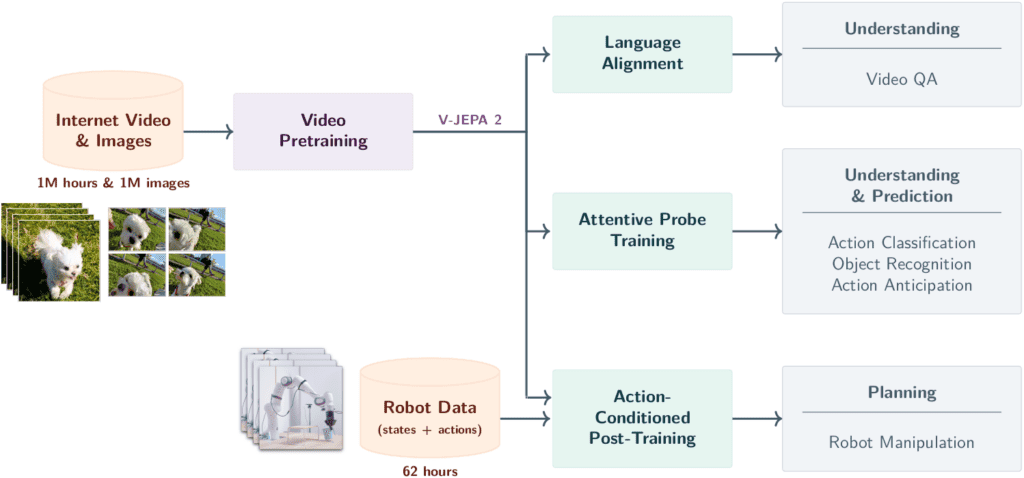 Internet Video
& Images
1M hours & 1M images
Video
Pretraining
V-JEPA 2
Language
Alignment
Understanding
Video QA
Attentive Probe
Training
Understanding
& Prediction
Action Classification
Object Recognition
Action Anticipation
Robot Data
(states + actions)
62 hours
Action-
Conditioned
Post-Training
Planning
Robot Manipulation